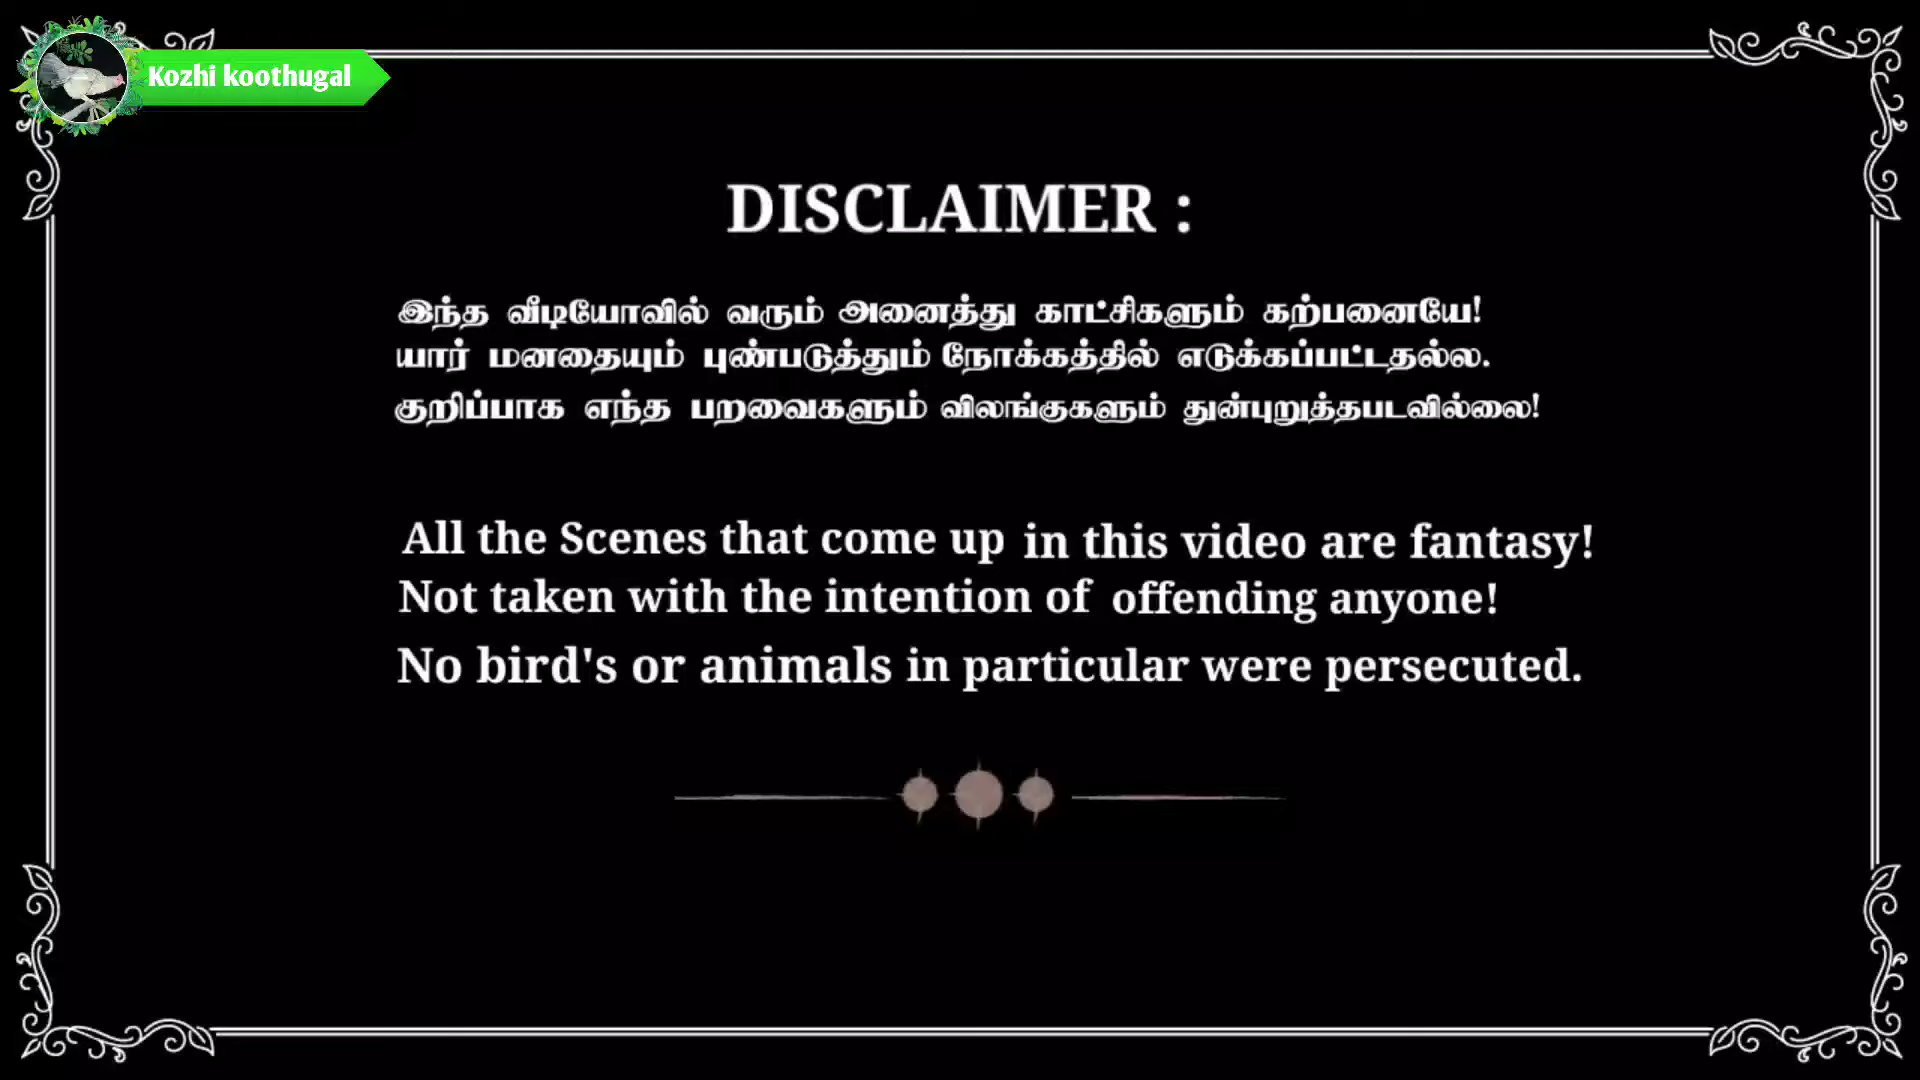 Kozhi koothugal
DISCLAIMER :
இந்த வீடியோவில் வரும் அனைத்து காட்சிகளும் கற்பனையே!
யார் மனதையும் புண்படுத்தும் நோக்கத்தில் எடுக்கப்பட்டதல்ல.
குறிப்பாக எந்த பறவைகளும் விலங்குகளும் துன்புறுத்தபடவில்லை!
All the Scenes that come up in this video are fantasy!
Not taken with the intention of offending anyone!
No bird's or animals in particular were persecuted.